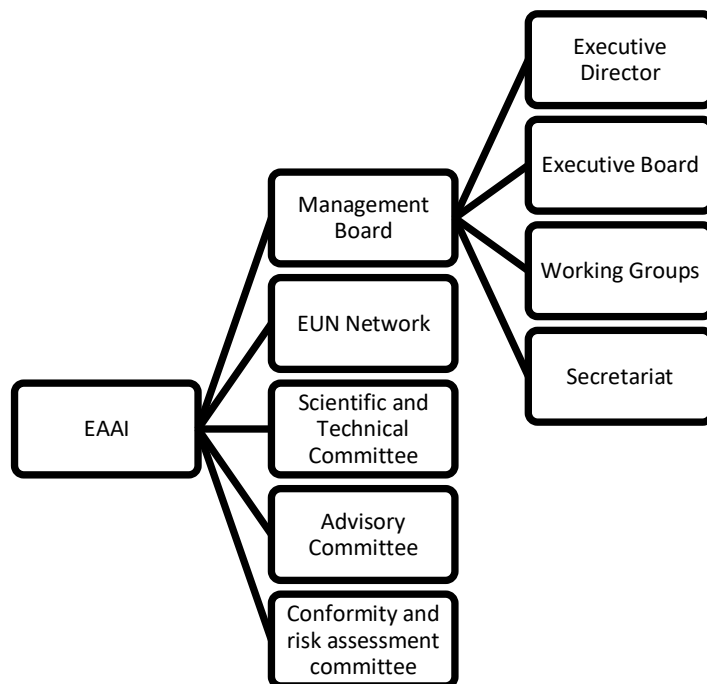 EAAI
Management
Board
EUN Network
Scientific and
Technical
Committee
Advisory
Committee
Conformity and
risk assessment
committee
Executive
Director
Executive Board
Working Groups
Secretariat